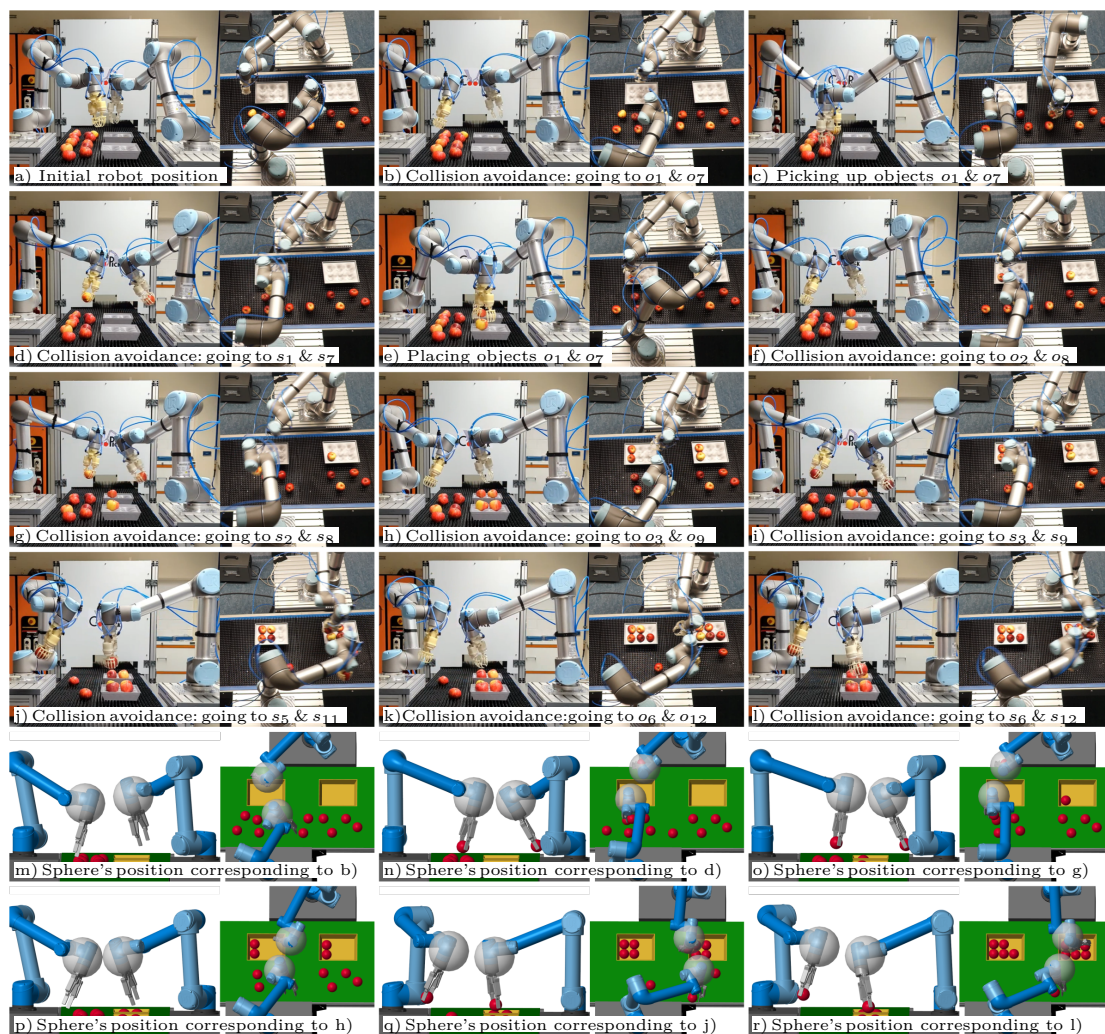 a) Initial robot position
b) Collision avoidance: going to o₁ & o₇
c) Picking up objects o₁ & o₇
d) Collision avoidance: going to s₁ & s₇
e) Placing objects o₁ & o₇
f) Collision avoidance: going to o₂ & o₈
g) Collision avoidance: going to s₂ & s₈
h) Collision avoidance: going to o₃ & o₉
i) Collision avoidance: going to s₃ & s₉
j) Collision avoidance: going to s₅ & s₁₁
k) Collision avoidance: going to o₆ & o₁₂
l) Collision avoidance: going to s₆ & s₁₂
m) Sphere's position corresponding to b)
n) Sphere's position corresponding to d)
o) Sphere's position corresponding to g)
p) Sphere's position corresponding to h)
q) Sphere's position corresponding to j)
r) Sphere's position corresponding to l)